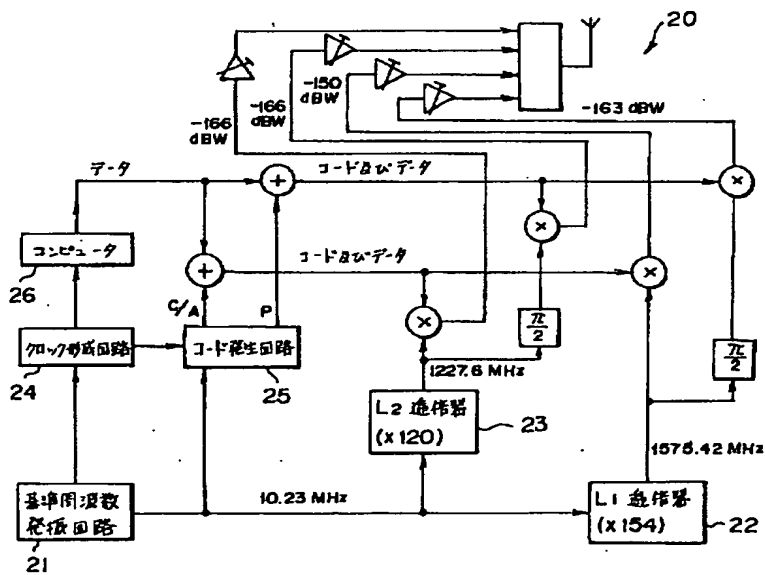 20
-166
dBW
-166
dBW
-150
dBW
-163 dBW
データ
+
コード及びデータ
×
コンピュータ
26
+
コード及びデータ
×
×
C/A
P
×
π/2
π/2
クロック形成回路
24
コード発生回路
25
1227.6 MHz
L2 逓倍器
(×120)
23
1575.42 MHz
基準周波数
発振回路
21
10.23 MHz
L1 逓倍器
(×154)
22